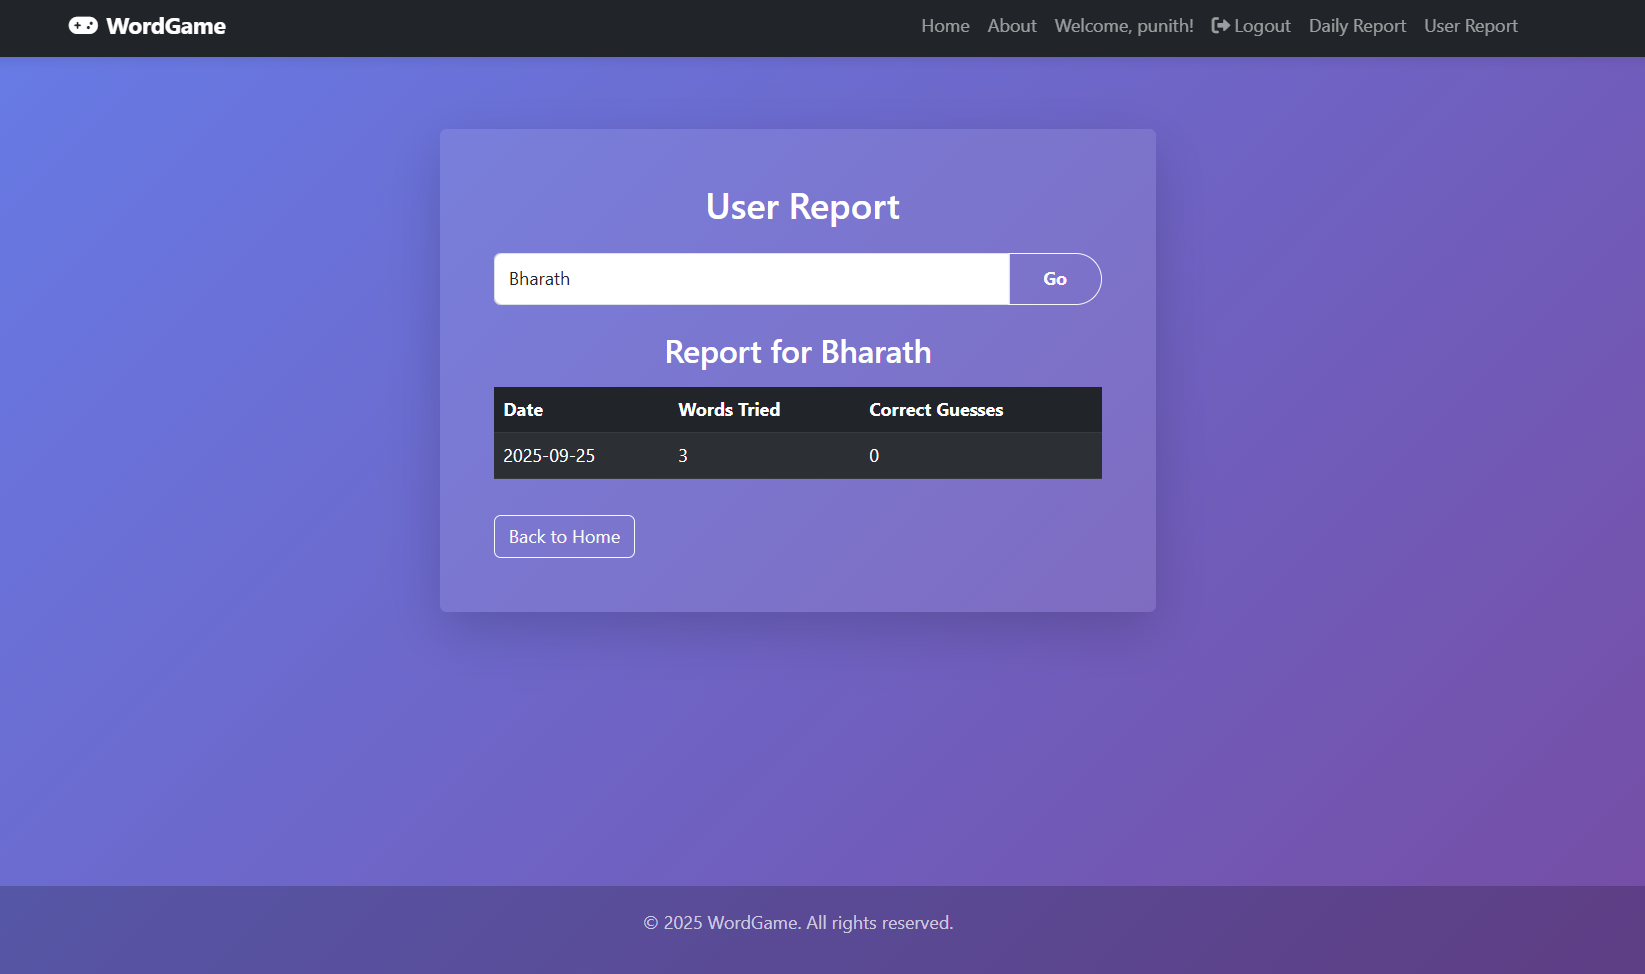 WordGame
Home About Welcome, punith! Logout Daily Report User Report
User Report
Bharath Go
Report for Bharath
Date Words Tried Correct Guesses
2025-09-25 3 0
Back to Home
© 2025 WordGame. All rights reserved.